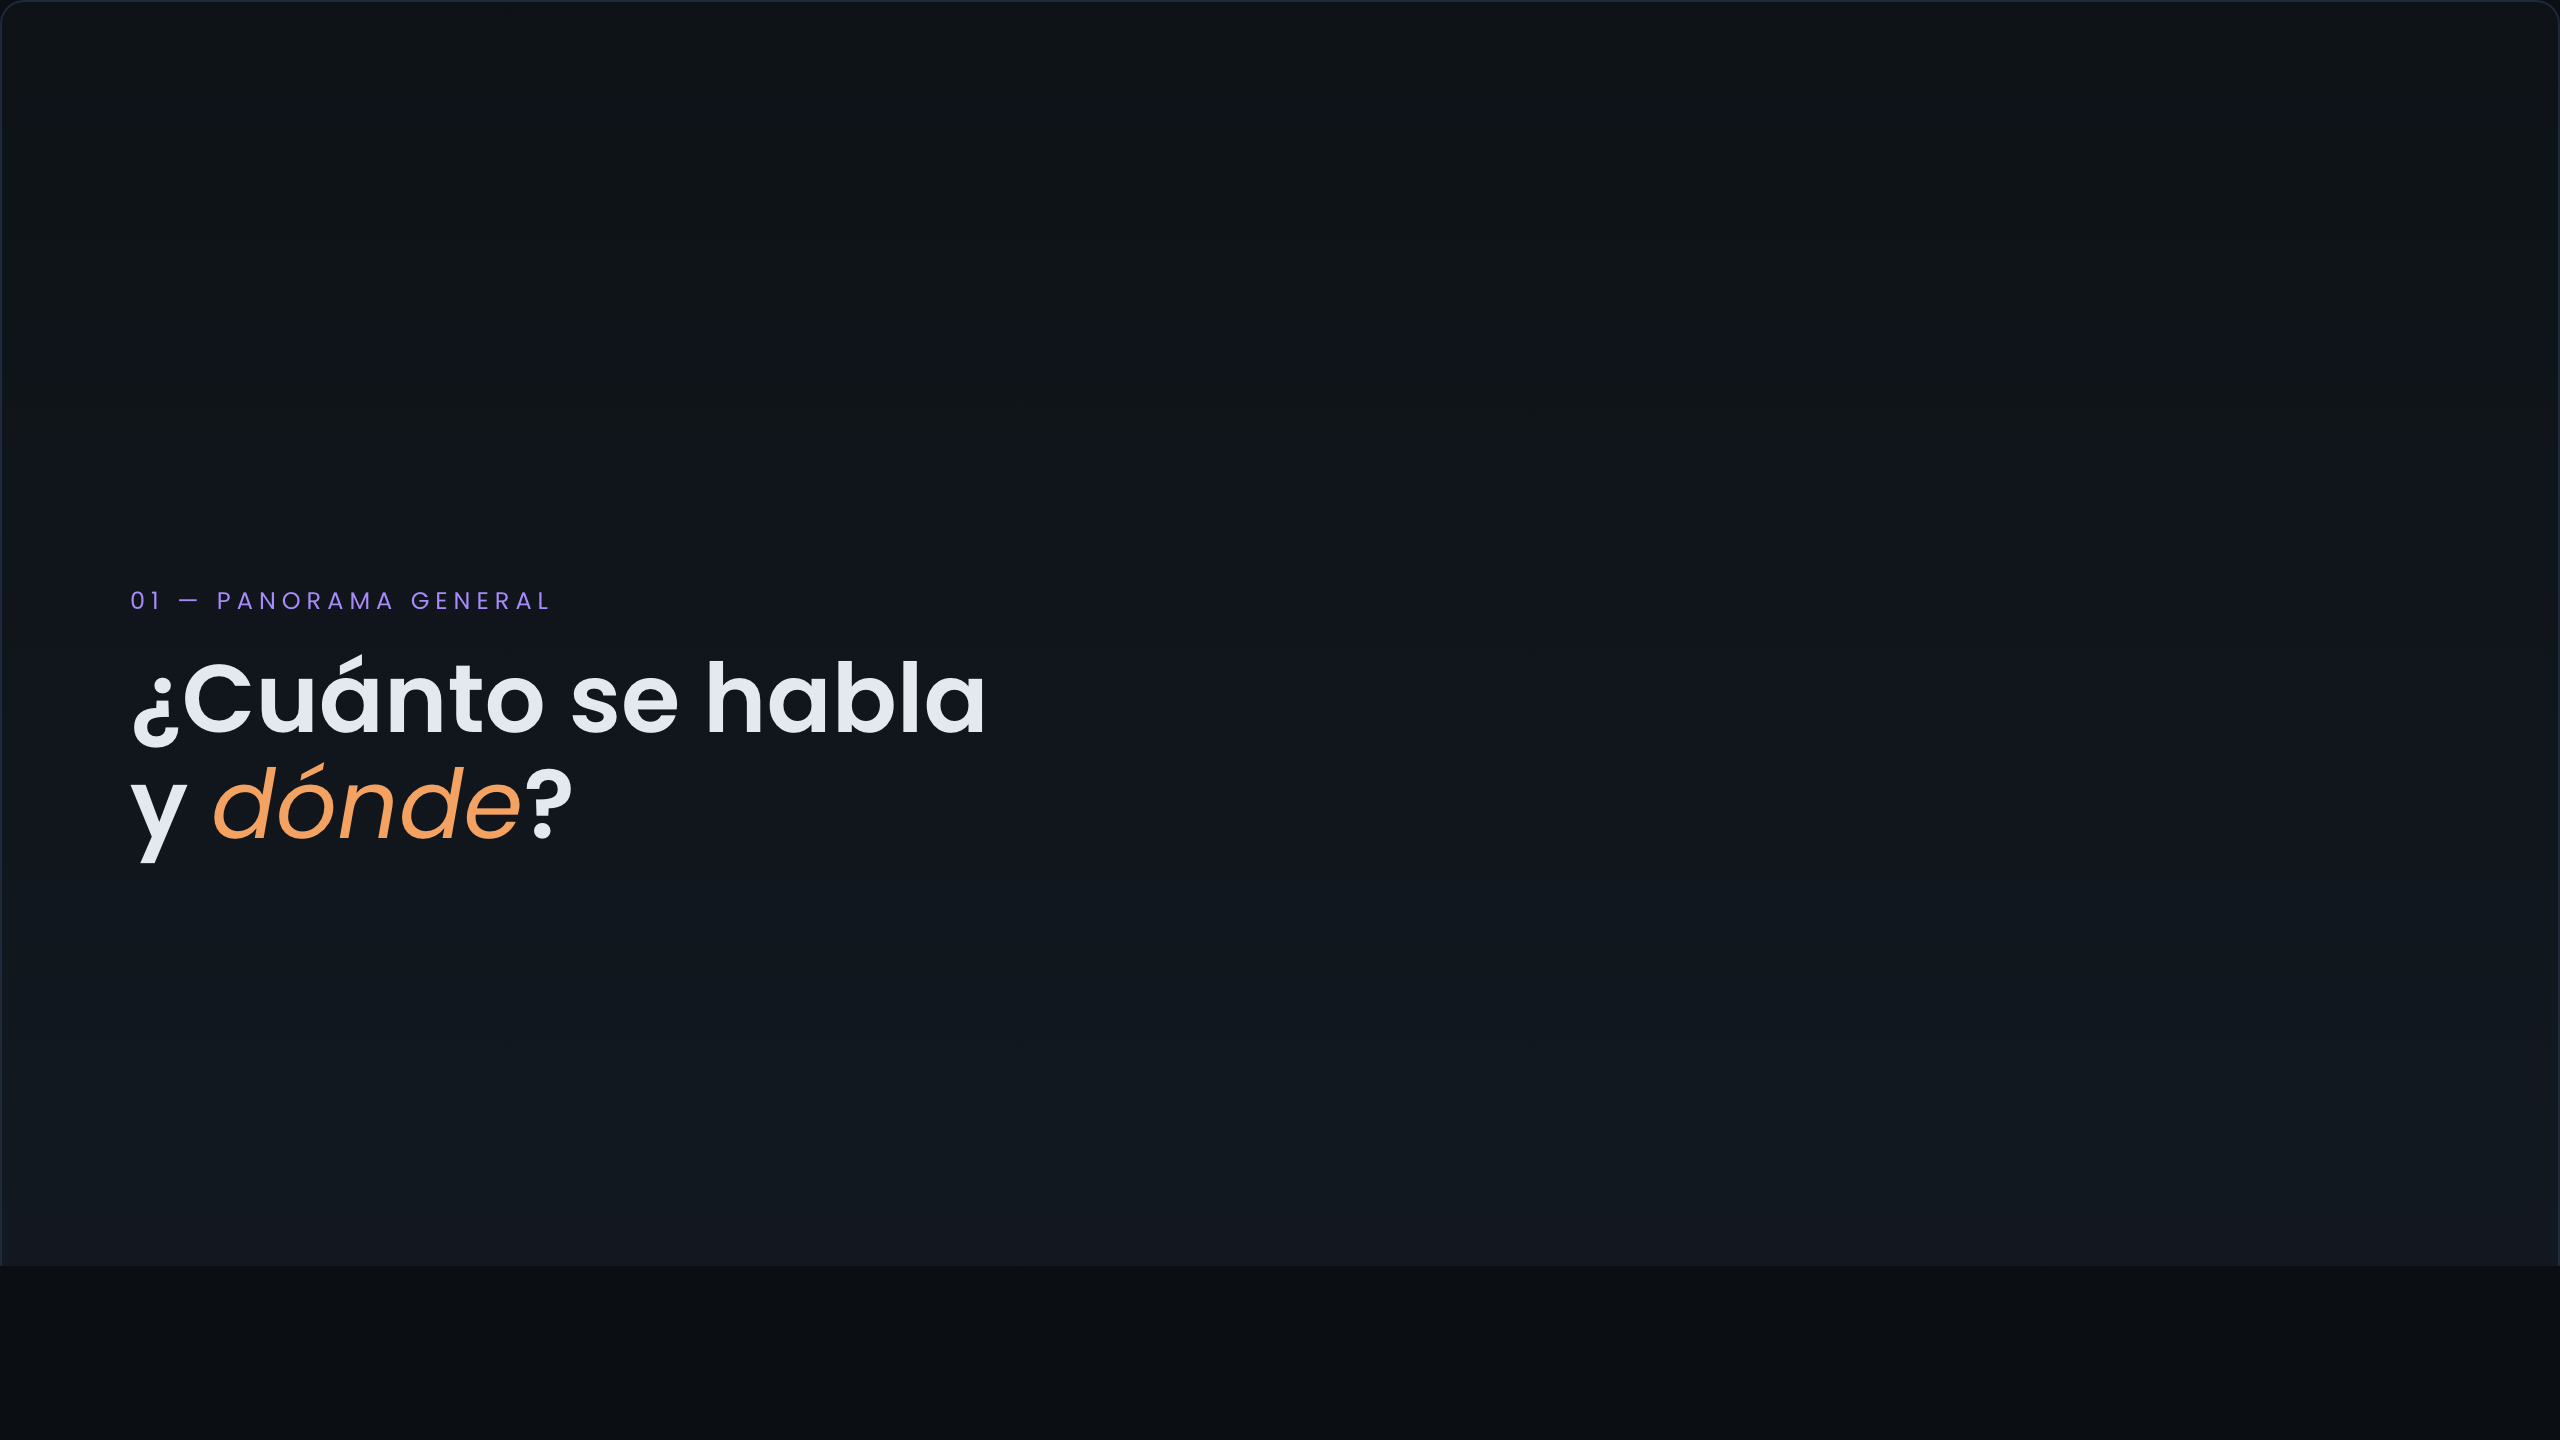 01 — PANORAMA GENERAL
¿Cuánto se habla
y dónde?